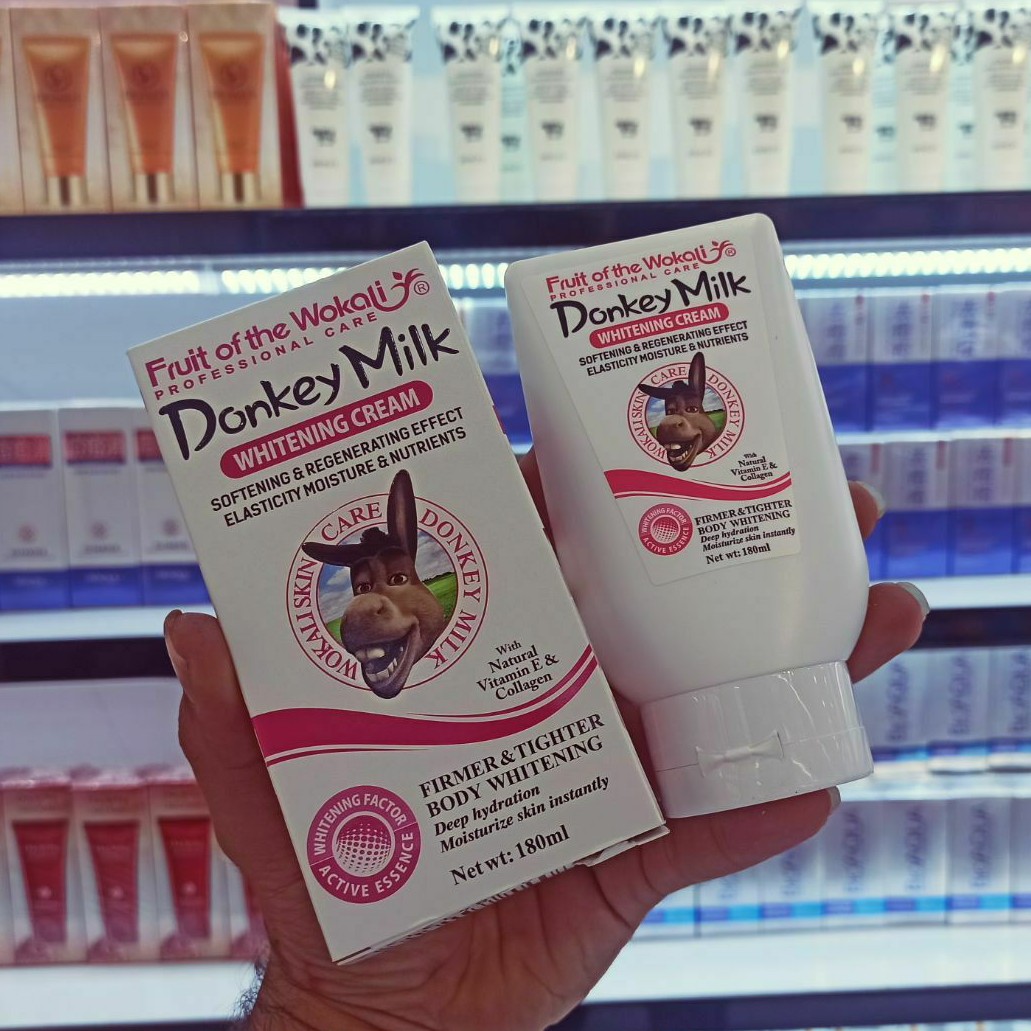 Fruit of the Wokali®
PROFESSIONAL CARE
Donkey Milk
WHITENING CREAM
SOFTENING & REGENERATING EFFECT
ELASTICITY MOISTURE & NUTRIENTS
WOKALI SKIN CARE DONKEY MILK
With
Natural
Vitamin E &
Collagen
WHITENING FACTOR
ACTIVE ESSENCE
FIRMER & TIGHTER
BODY WHITENING
Deep hydration
Moisturize skin instantly
Net wt: 180ml
Fruit of the Wokali®
PROFESSIONAL CARE
Donkey Milk
WHITENING CREAM
SOFTENING & REGENERATING EFFECT
ELASTICITY MOISTURE & NUTRIENTS
WOKALI SKIN CARE DONKEY MILK
With
Natural
Vitamin E &
Collagen
WHITENING FACTOR
ACTIVE ESSENCE
FIRMER & TIGHTER
BODY WHITENING
Deep hydration
Moisturize skin instantly
Net wt: 180ml